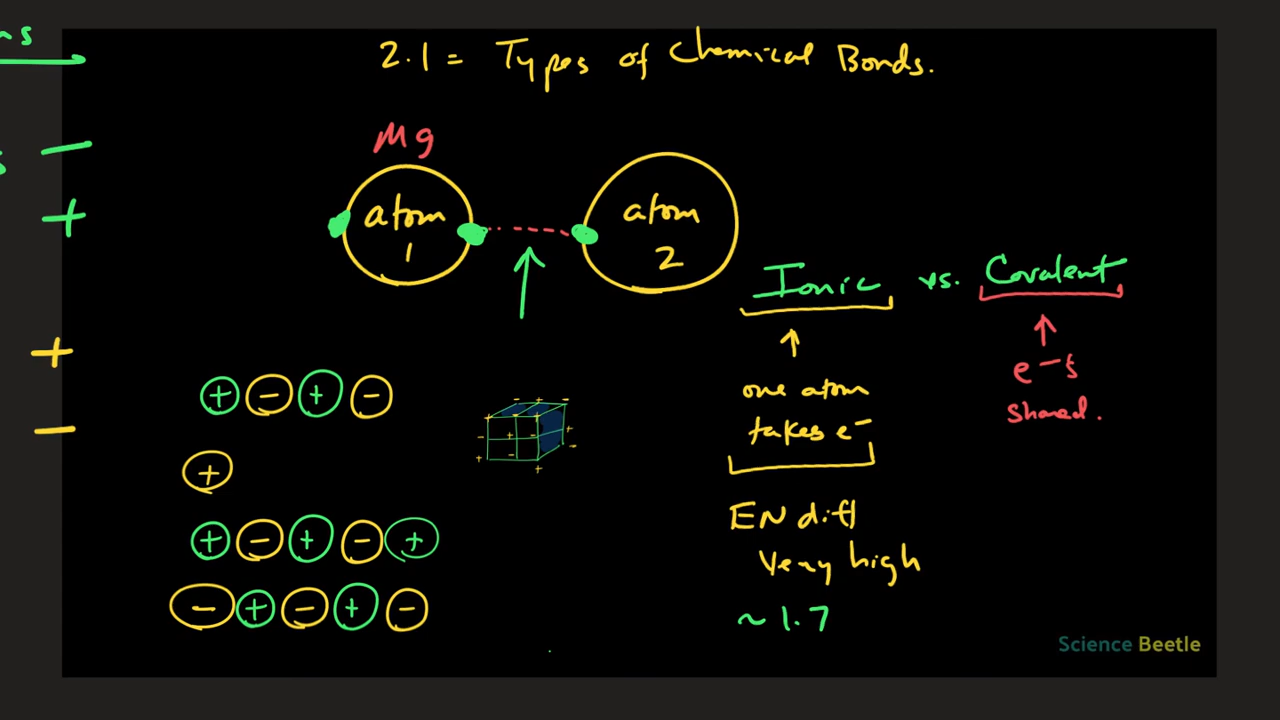 ns
2.1 = Types of Chemical Bonds.
Mg
s −
+
atom
1
atom
2
Ionic vs. Covalent
+
−
+ − + −
+
+ − + − +
− + − + −
one atom
takes e−
e−s
shared.
EN diff
very high
~ 1.7
Science Beetle